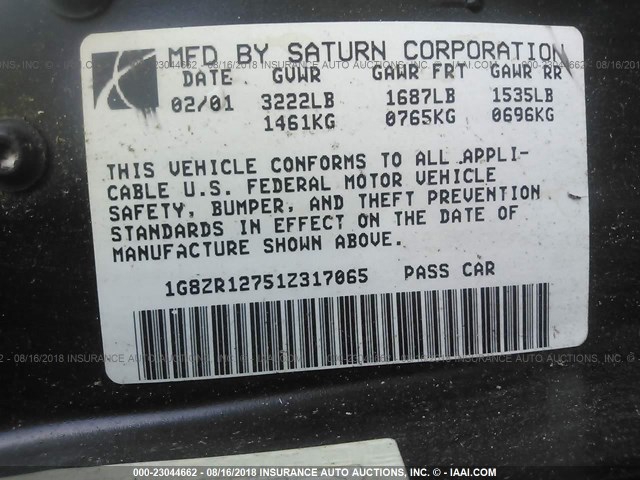 MFD BY SATURN CORPORATION
DATE GVWR GAWR FRT GAWR RR
02/01 3222LB 1687LB 1535LB
1461KG 0765KG 0696KG
THIS VEHICLE CONFORMS TO ALL APPLI-
CABLE U.S. FEDERAL MOTOR VEHICLE
SAFETY, BUMPER, AND THEFT PREVENTION
STANDARDS IN EFFECT ON THE DATE OF
MANUFACTURE SHOWN ABOVE.
1G8ZR12751Z317065 PASS CAR
000-23044662 - 08/16/2018 INSURANCE AUTO AUCTIONS, INC. © - IAAI.COM